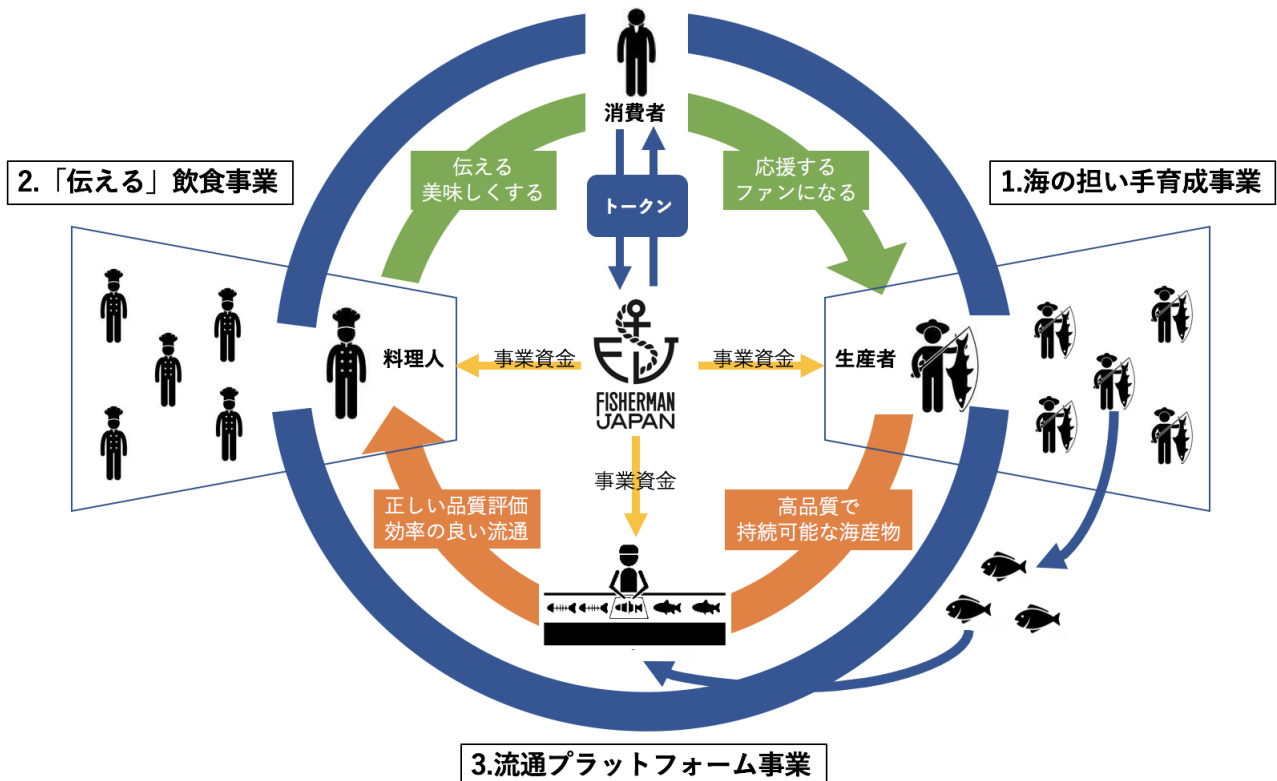 消費者
2.「伝える」飲食事業
伝える
美味しくする
トークン
応援する
ファンになる
1.海の担い手育成事業
料理人
事業資金
FISHERMAN
JAPAN
事業資金
生産者
事業資金
正しい品質評価
効率の良い流通
高品質で
持続可能な海産物
3.流通プラットフォーム事業